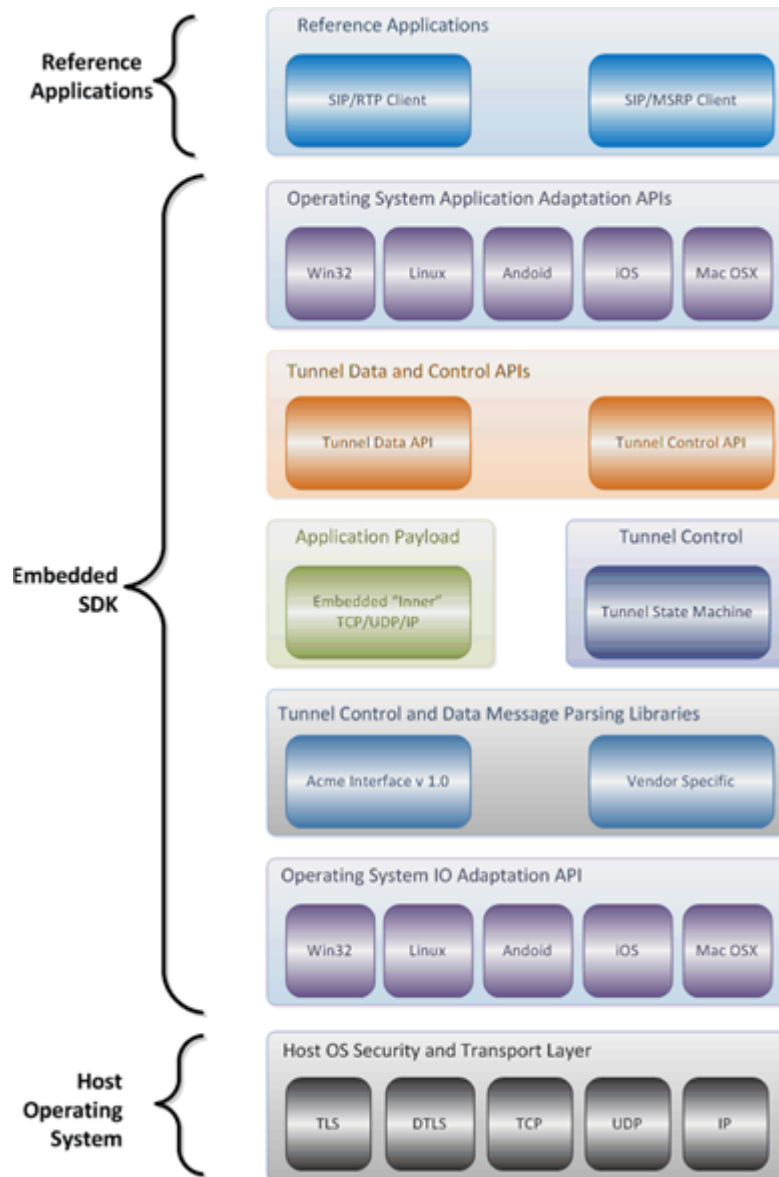 Reference Applications
Reference
Applications
SIP/RTP Client
SIP/MSRP Client
Operating System Application Adaptation APIs
Win32
Linux
Andoid
iOS
Mac OSX
Tunnel Data and Control APIs
Tunnel Data API
Tunnel Control API
Embedded
SDK
Application Payload
Embedded "Inner"
TCP/UDP/IP
Tunnel Control
Tunnel State Machine
Tunnel Control and Data Message Parsing Libraries
Acme Interface v 1.0
Vendor Specific
Operating System IO Adaptation API
Win32
Linux
Andoid
iOS
Mac OSX
Host
Operating
System
Host OS Security and Transport Layer
TLS
DTLS
TCP
UDP
IP